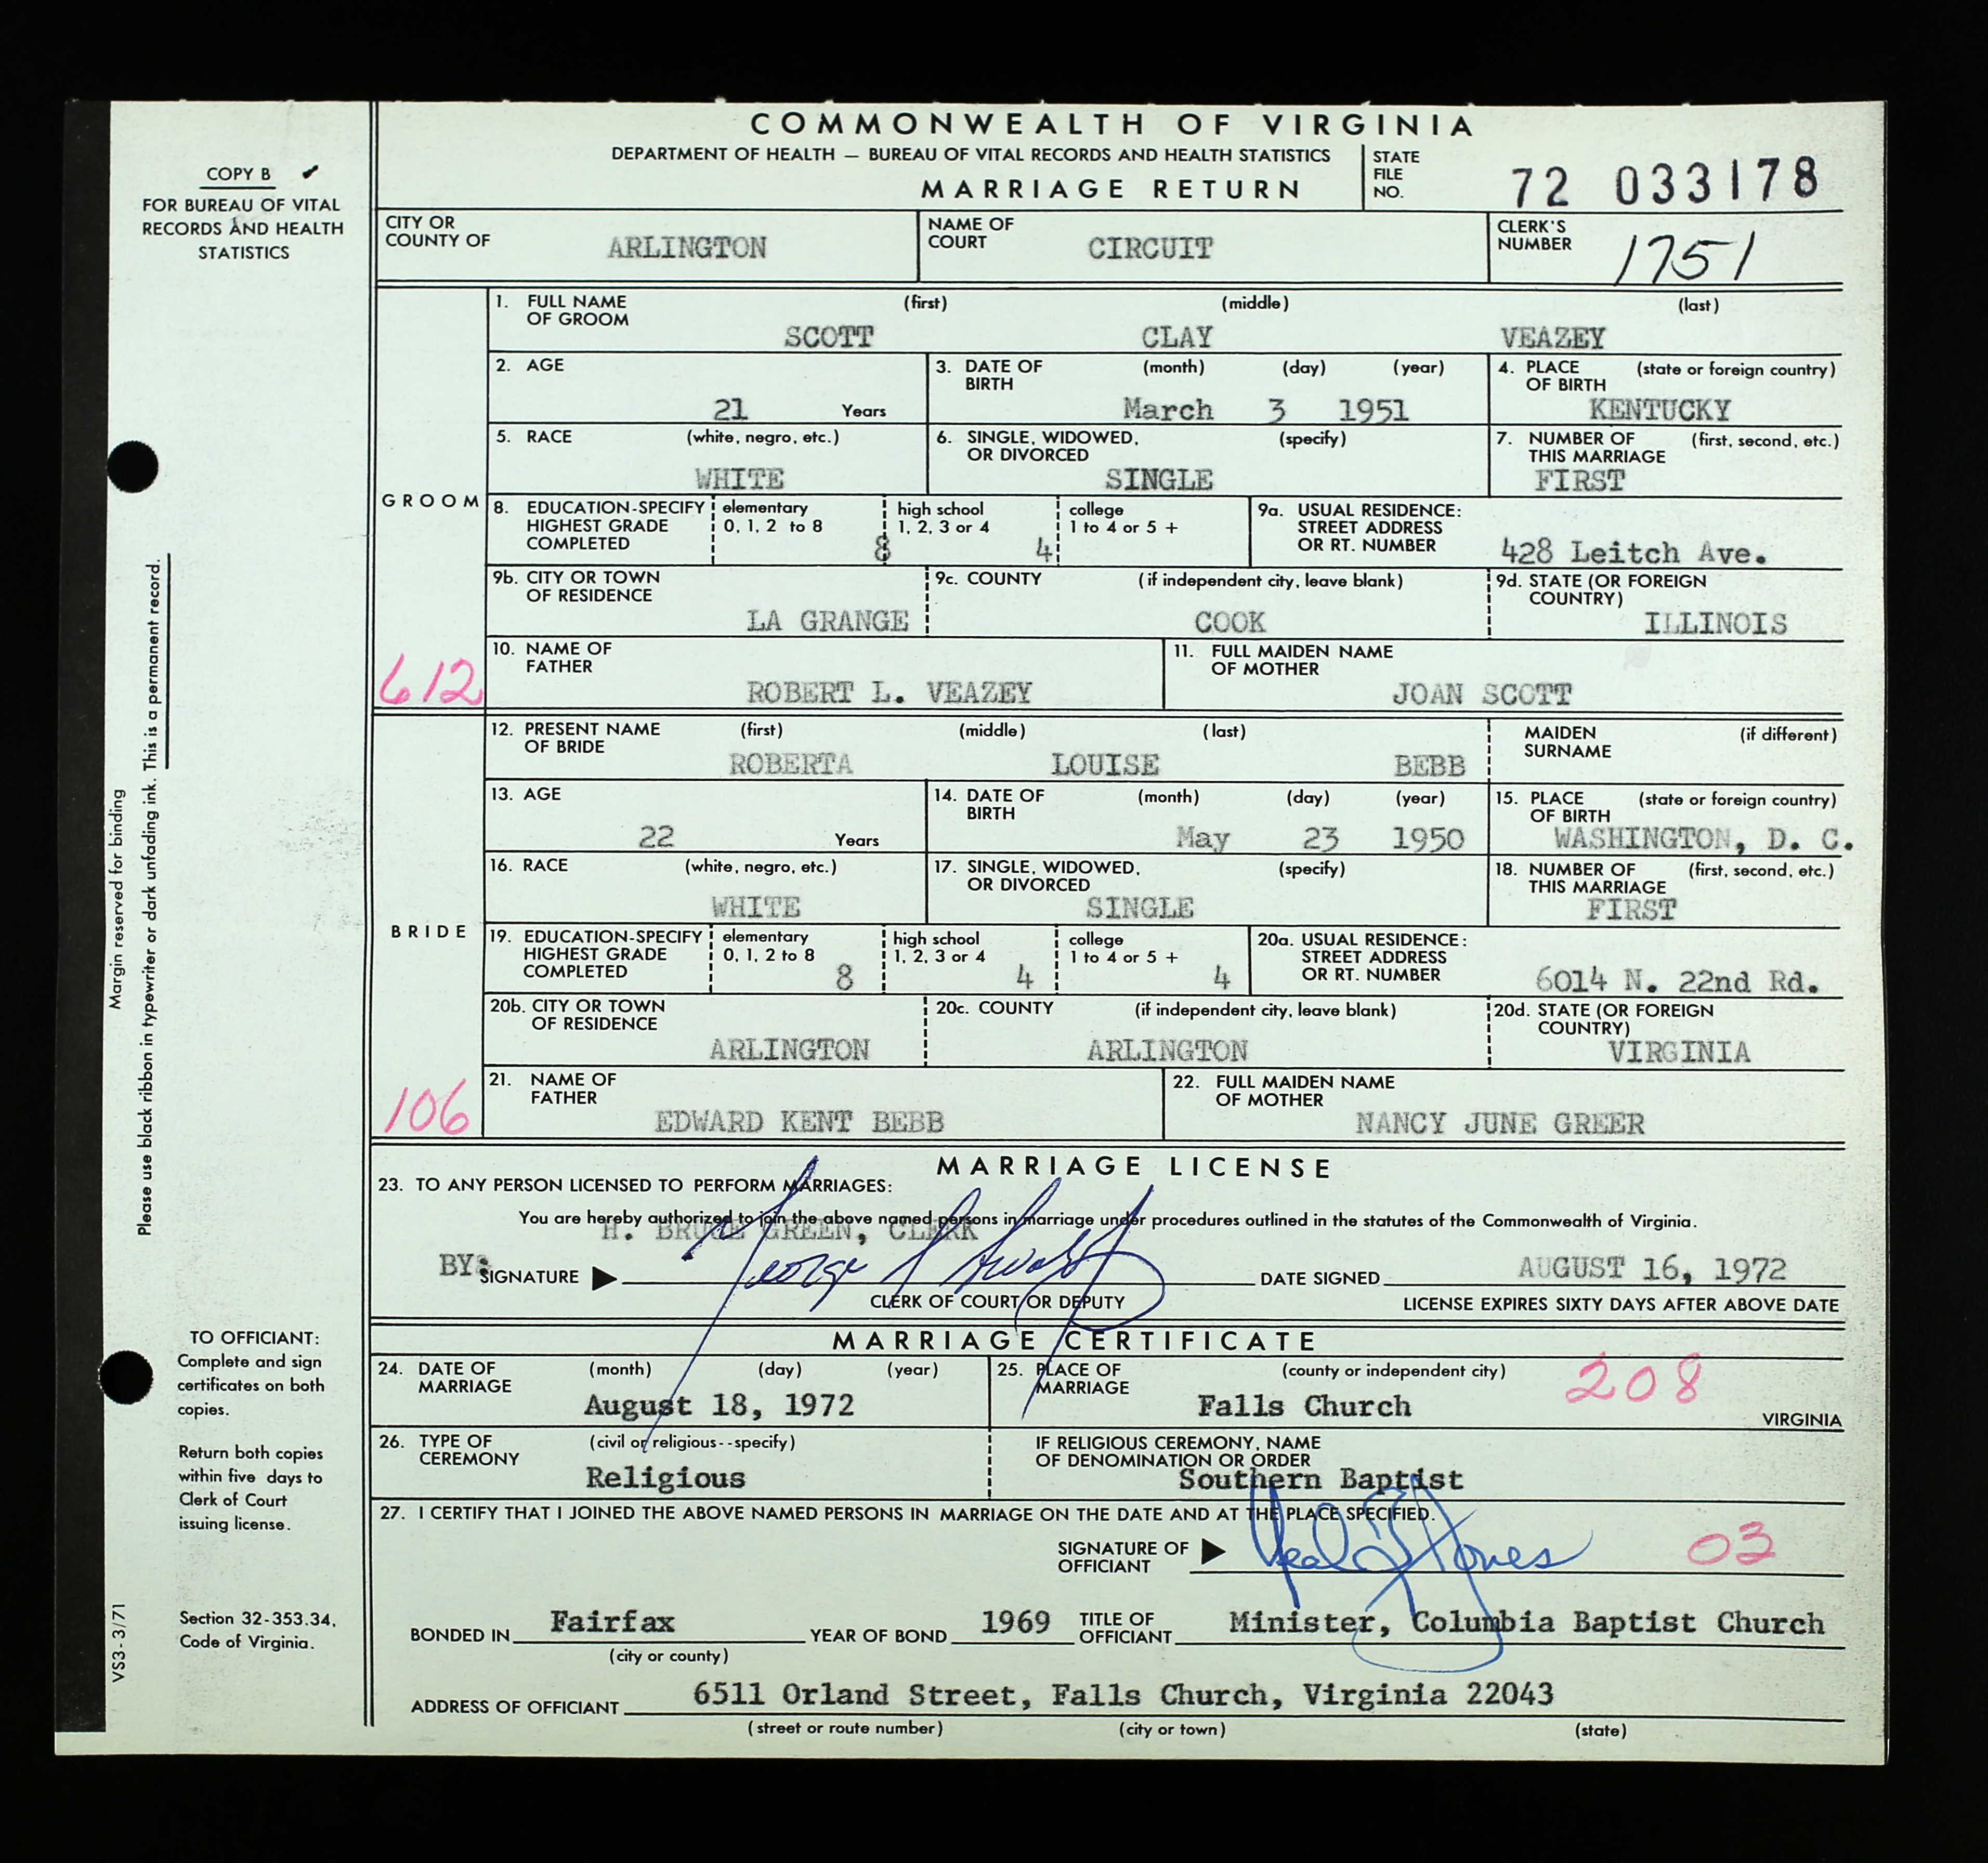 COMMONWEALTH OF VIRGINIA
DEPARTMENT OF HEALTH — BUREAU OF VITAL RECORDS AND HEALTH STATISTICS
MARRIAGE RETURN
STATE FILE NO. 72 033178
COPY B
FOR BUREAU OF VITAL
RECORDS AND HEALTH
STATISTICS
CITY OR COUNTY OF ARLINGTON
NAME OF COURT CIRCUIT
CLERK'S NUMBER 1751
GROOM
1. FULL NAME OF GROOM (first) (middle) (last)
SCOTT CLAY VEAZEY
2. AGE 21 Years
3. DATE OF BIRTH (month) (day) (year)
March 3 1951
4. PLACE OF BIRTH (state or foreign country)
KENTUCKY
5. RACE (white, negro, etc.)
WHITE
6. SINGLE, WIDOWED, OR DIVORCED (specify)
SINGLE
7. NUMBER OF THIS MARRIAGE (first, second, etc.)
FIRST
8. EDUCATION-SPECIFY HIGHEST GRADE COMPLETED
elementary 0, 1, 2 to 8
8
high school 1, 2, 3 or 4
4
college 1 to 4 or 5 +
9a. USUAL RESIDENCE: STREET ADDRESS OR RT. NUMBER
428 Leitch Ave.
9b. CITY OR TOWN OF RESIDENCE
LA GRANGE
9c. COUNTY (if independent city, leave blank)
COOK
9d. STATE (OR FOREIGN COUNTRY)
ILLINOIS
612
10. NAME OF FATHER
ROBERT L. VEAZEY
11. FULL MAIDEN NAME OF MOTHER
JOAN SCOTT
BRIDE
12. PRESENT NAME OF BRIDE (first) (middle) (last)
ROBERTA LOUISE BEBB
MAIDEN SURNAME (if different)
13. AGE 22 Years
14. DATE OF BIRTH (month) (day) (year)
May 23 1950
15. PLACE OF BIRTH (state or foreign country)
WASHINGTON, D. C.
16. RACE (white, negro, etc.)
WHITE
17. SINGLE, WIDOWED, OR DIVORCED (specify)
SINGLE
18. NUMBER OF THIS MARRIAGE (first, second, etc.)
FIRST
19. EDUCATION-SPECIFY HIGHEST GRADE COMPLETED
elementary 0, 1, 2 to 8
8
high school 1, 2, 3 or 4
4
college 1 to 4 or 5 +
4
20a. USUAL RESIDENCE: STREET ADDRESS OR RT. NUMBER
6014 N. 22nd Rd.
20b. CITY OR TOWN OF RESIDENCE
ARLINGTON
20c. COUNTY (if independent city, leave blank)
ARLINGTON
20d. STATE (OR FOREIGN COUNTRY)
VIRGINIA
106
21. NAME OF FATHER
EDWARD KENT BEBB
22. FULL MAIDEN NAME OF MOTHER
NANCY JUNE GREER
MARRIAGE LICENSE
23. TO ANY PERSON LICENSED TO PERFORM MARRIAGES:
You are hereby authorized to join the above named persons in marriage under procedures outlined in the statutes of the Commonwealth of Virginia.
H. BRUCE GREEN, CLERK
BY: SIGNATURE George
DATE SIGNED AUGUST 16, 1972
CLERK OF COURT OR DEPUTY
LICENSE EXPIRES SIXTY DAYS AFTER ABOVE DATE
MARRIAGE CERTIFICATE
24. DATE OF MARRIAGE (month) (day) (year)
August 18, 1972
25. PLACE OF MARRIAGE (county or independent city)
Falls Church
208
VIRGINIA
26. TYPE OF CEREMONY (civil or religious--specify)
Religious
IF RELIGIOUS CEREMONY, NAME OF DENOMINATION OR ORDER
Southern Baptist
27. I CERTIFY THAT I JOINED THE ABOVE NAMED PERSONS IN MARRIAGE ON THE DATE AND AT THE PLACE SPECIFIED.
SIGNATURE OF OFFICIANT Jones
03
BONDED IN Fairfax
(city or county)
YEAR OF BOND 1969
TITLE OF OFFICIANT Minister, Columbia Baptist Church
ADDRESS OF OFFICIANT 6511 Orland Street, Falls Church, Virginia 22043
(street or route number) (city or town) (state)
TO OFFICIANT:
Complete and sign
certificates on both
copies.
Return both copies
within five days to
Clerk of Court
issuing license.
Section 32-353.34,
Code of Virginia.
Margin reserved for binding
Please use black ribbon in typewriter or dark unfading ink. This is a permanent record.
VS3-3/71